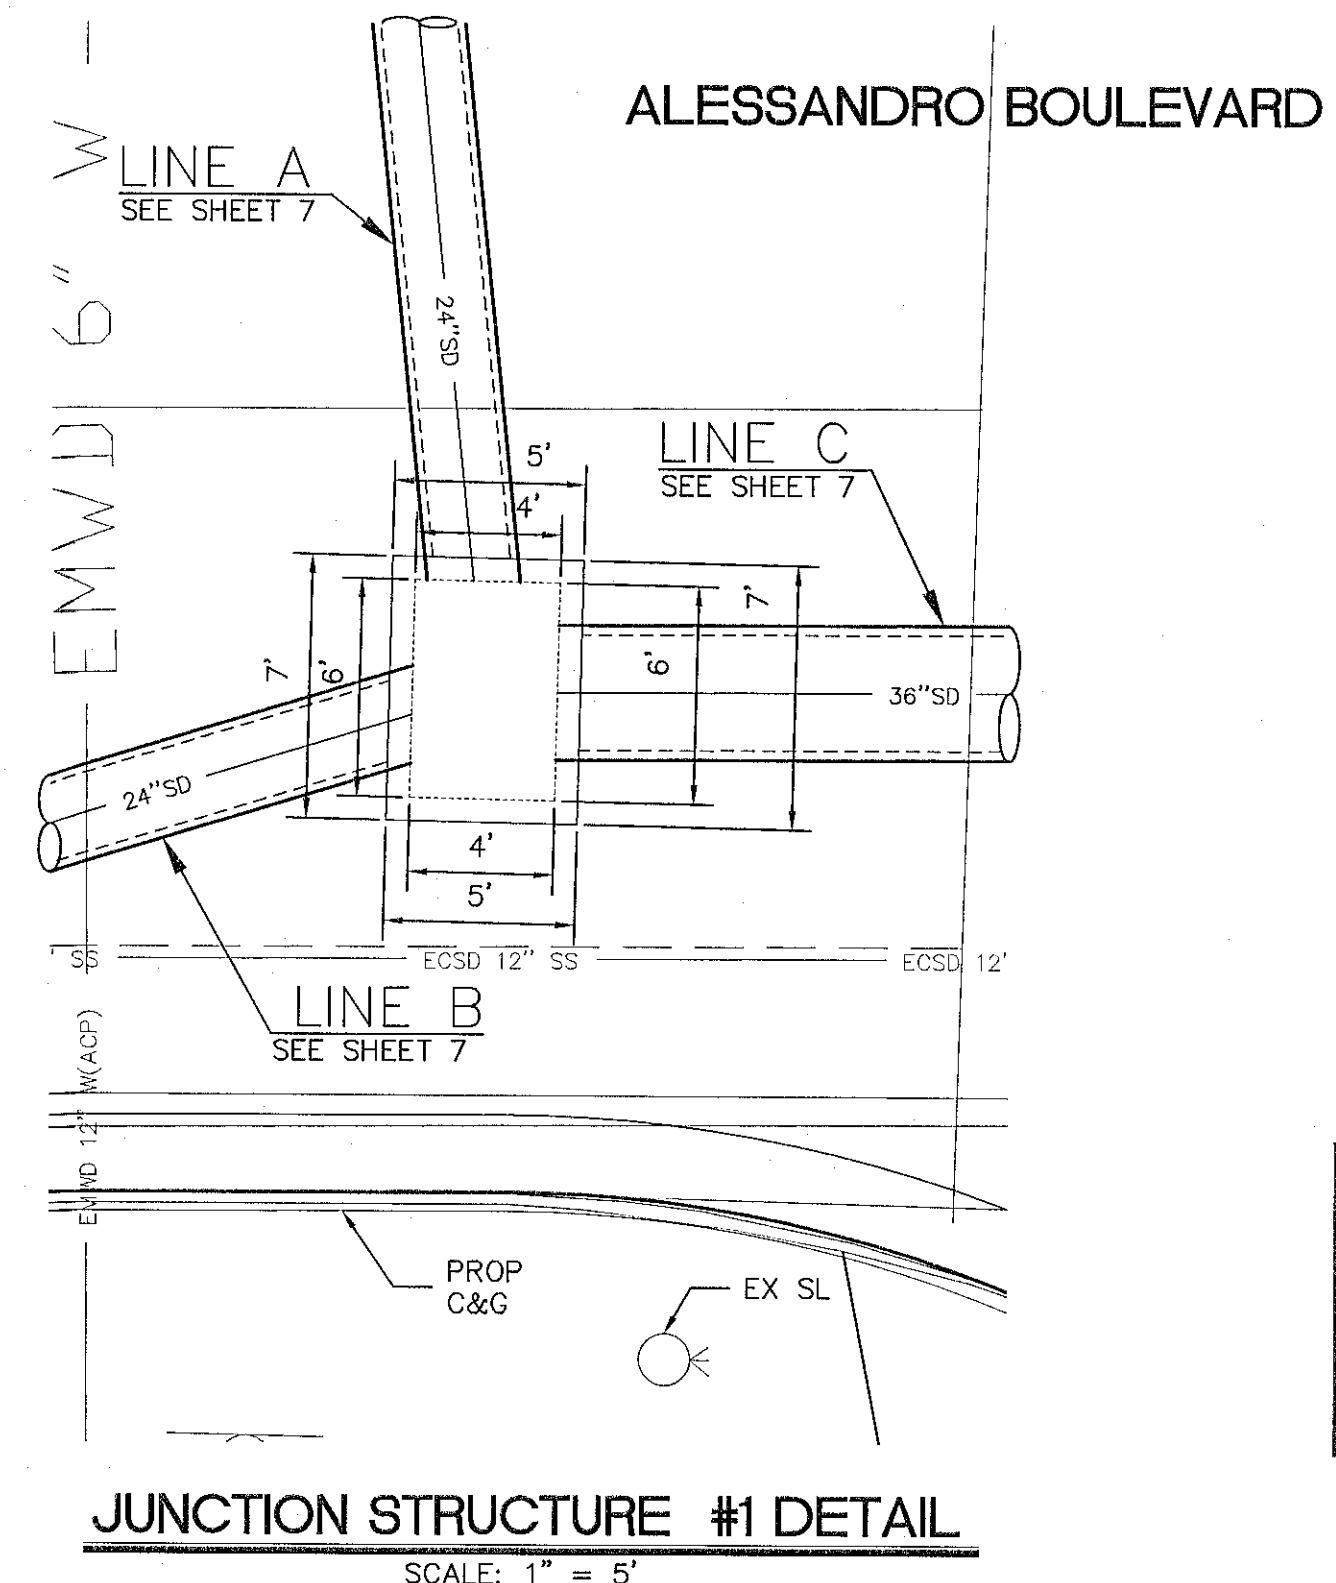 ALESSANDRO BOULEVARD
LINE A
SEE SHEET 7
EMWD 6" W
24"SD
LINE C
SEE SHEET 7
5'
4'
7'
6'
6'
7'
36"SD
24"SD
4'
5'
' SS
ECSD 12" SS
ECSD 12'
LINE B
SEE SHEET 7
EMWD 12" W(ACP)
PROP
C&G
EX SL
JUNCTION STRUCTURE #1 DETAIL
SCALE: 1" = 5'